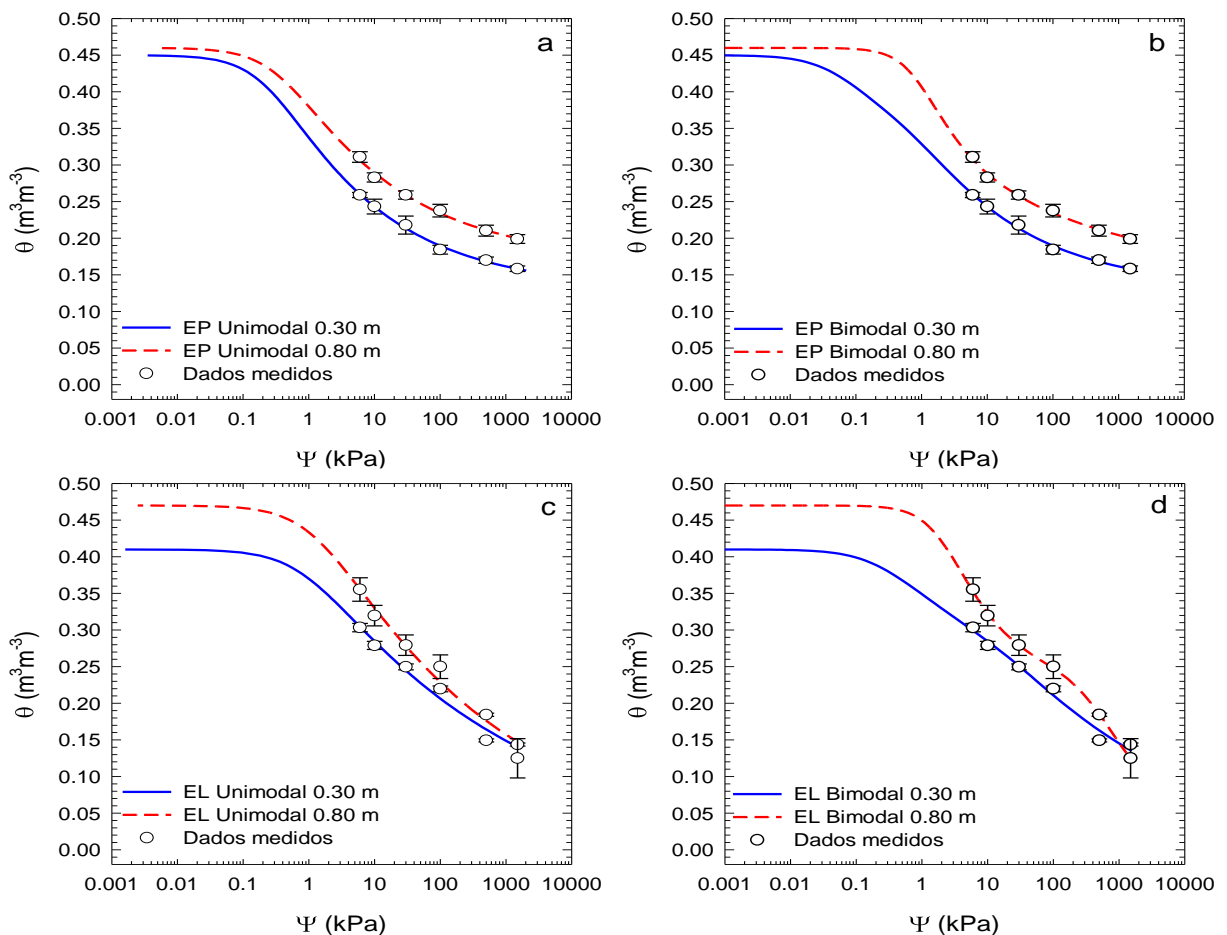 0.50
0.45
0.40
0.35
0.30
0.25
0.20
0.15
0.10
0.05
0.00
θ (m³m⁻³)
a
EP Unimodal 0.30 m
EP Unimodal 0.80 m
Dados medidos
0.001 0.01 0.1 1 10 100 1000 10000
Ψ (kPa)
0.50
0.45
0.40
0.35
0.30
0.25
0.20
0.15
0.10
0.05
0.00
θ (m³m⁻³)
b
EP Bimodal 0.30 m
EP Bimodal 0.80 m
Dados medidos
0.001 0.01 0.1 1 10 100 1000 10000
Ψ (kPa)
0.50
0.45
0.40
0.35
0.30
0.25
0.20
0.15
0.10
0.05
0.00
θ (m³m⁻³)
c
EL Unimodal 0.30 m
EL Unimodal 0.80 m
Dados medidos
0.001 0.01 0.1 1 10 100 1000 10000
Ψ (kPa)
0.50
0.45
0.40
0.35
0.30
0.25
0.20
0.15
0.10
0.05
0.00
θ (m³m⁻³)
d
EL Bimodal 0.30 m
EL Bimodal 0.80 m
Dados medidos
0.001 0.01 0.1 1 10 100 1000 10000
Ψ (kPa)